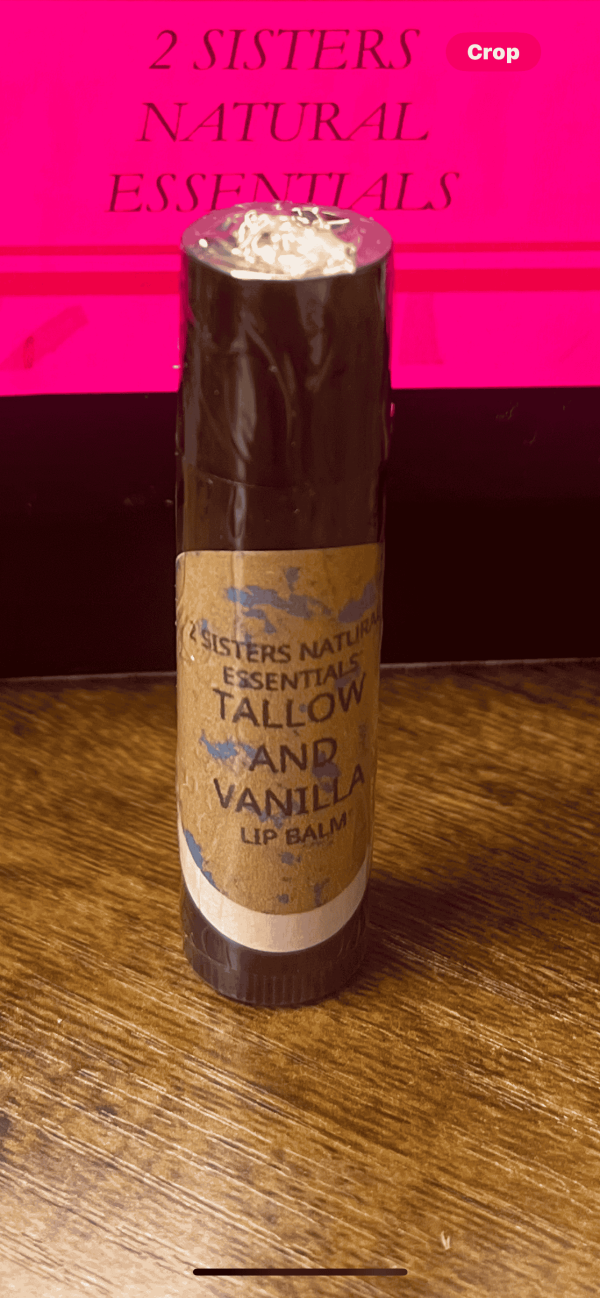 2 SISTERS
NATURAL
ESSENTIALS
Crop
2 SISTERS NATURAL
ESSENTIALS
TALLOW
AND
VANILLA
LIP BALM